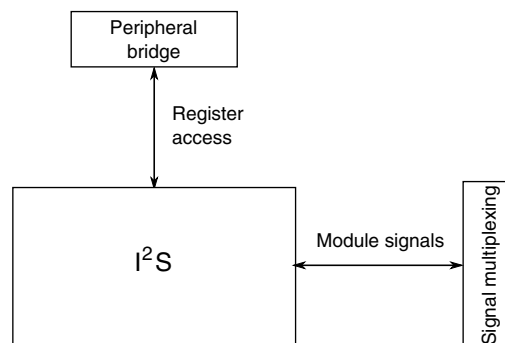 Peripheral
bridge
Register
access
I²S
Module signals
Signal multiplexing